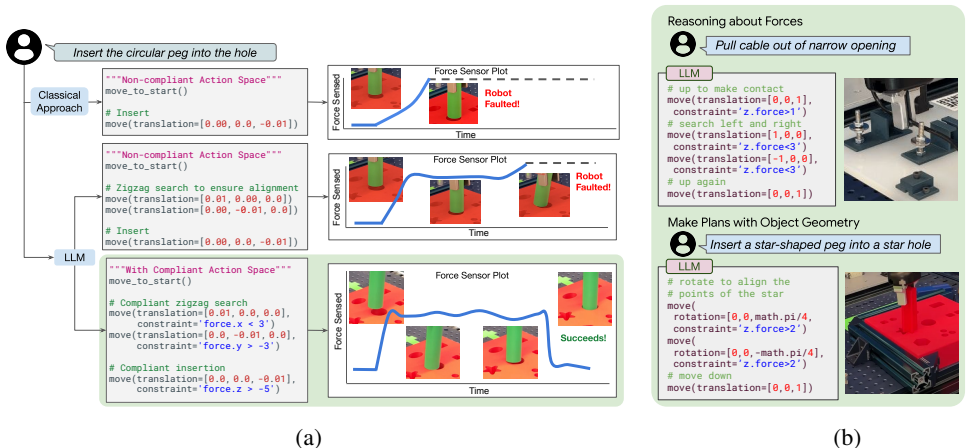 Insert the circular peg into the hole
Classical
Approach
"""Non-compliant Action Space"""
move_to_start()
# Insert
move(translation=[0.00, 0.0, -0.01])
Force Sensor Plot
Force Sensed
Robot
Faulted!
Time
"""Non-compliant Action Space"""
move_to_start()
# Zigzag search to ensure alignment
move(translation=[0.01, 0.00, 0.0])
move(translation=[0.00, -0.01, 0.0])
# Insert
move(translation=[0.00, 0.0, -0.01])
Force Sensor Plot
Force Sensed
Robot
Faulted!
Time
LLM
"""With Compliant Action Space"""
move_to_start()
# Compliant zigzag search
move(translation=[0.01, 0.0, 0.0],
constraint='force.x < 3')
move(translation=[0.0, -0.01, 0.0],
constraint='force.y > -3')
# Compliant insertion
move(translation=[0.0, 0.0, -0.01],
constraint='force.z > -5')
Force Sensor Plot
Force Sensed
Succeeds!
Time
(a)
Reasoning about Forces
Pull cable out of narrow opening
LLM
# up to make contact
move(translation=[0,0,1],
constraint='z.force>1')
# search left and right
move(translation=[1,0,0],
constraint='z.force<3')
move(translation=[-1,0,0],
constraint='z.force<3')
# up again
move(translation=[0,0,1])
Make Plans with Object Geometry
Insert a star-shaped peg into a star hole
LLM
# rotate to align the
# points of the star
move(
rotation=[0,0,math.pi/4,
constraint='z.force>2')
move(
rotation=[0,0,-math.pi/4],
constraint='z.force>2')
# move down
move(translation=[0,0,1])
(b)